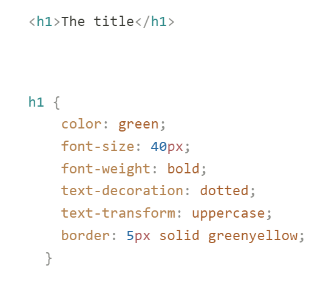 <h1>The title</h1>
h1 {
color: green;
font-size: 40px;
font-weight: bold;
text-decoration: dotted;
text-transform: uppercase;
border: 5px solid greenyellow;
}